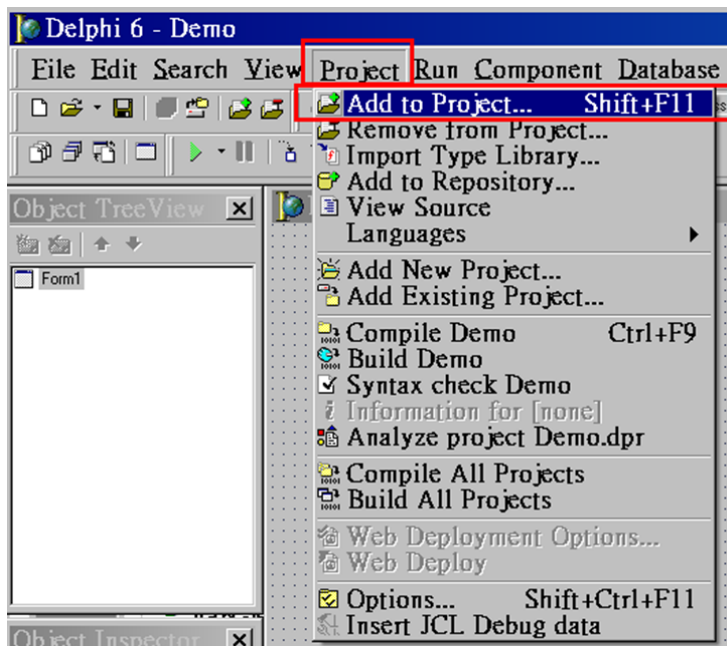 Delphi 6 - Demo
File Edit Search View Project Run Component Database
Add to Project... Shift+F11
Remove from Project...
Import Type Library...
Add to Repository...
Object TreeView
View Source
Languages
Form1
Add New Project...
Add Existing Project...
Compile Demo Ctrl+F9
Build Demo
Syntax check Demo
Information for [none]
Analyze project Demo.dpr
Compile All Projects
Build All Projects
Web Deployment Options...
Web Deploy
Options... Shift+Ctrl+F11
Insert JCL Debug data
Object Inspector